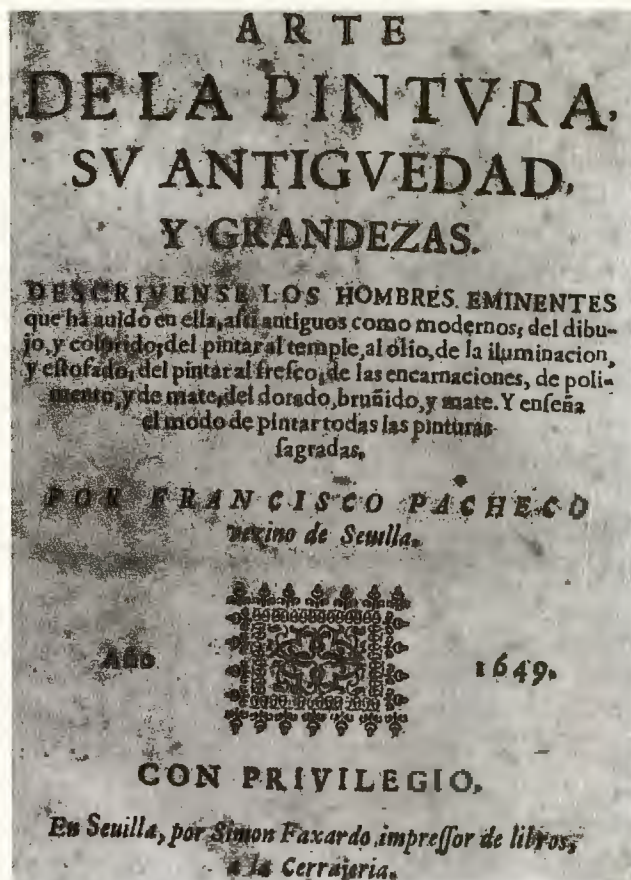 ARTE
DE LA PINTVRA,
SV ANTIGVEDAD,
Y GRANDEZAS.
DESCRIVENSE LOS HOMBRES EMINENTES
que ha auido en ella, assi antiguos como modernos; del dibu-
jo, y colorido; del pintar al temple, al olio, de la iluminacion,
y estofado; del pintar al fresco; de las encarnaciones, de poli-
mento, y de mate; del dorado, bruñido, y mate. Y enseña
el modo de pintar todas las pinturas
sagradas.
POR FRANCISCO PACHECO
vezino de Seuilla.
Año 1649.
CON PRIVILEGIO.
En Seuilla, por Simon Faxardo, impressor de libros,
a la Cerrajeria.